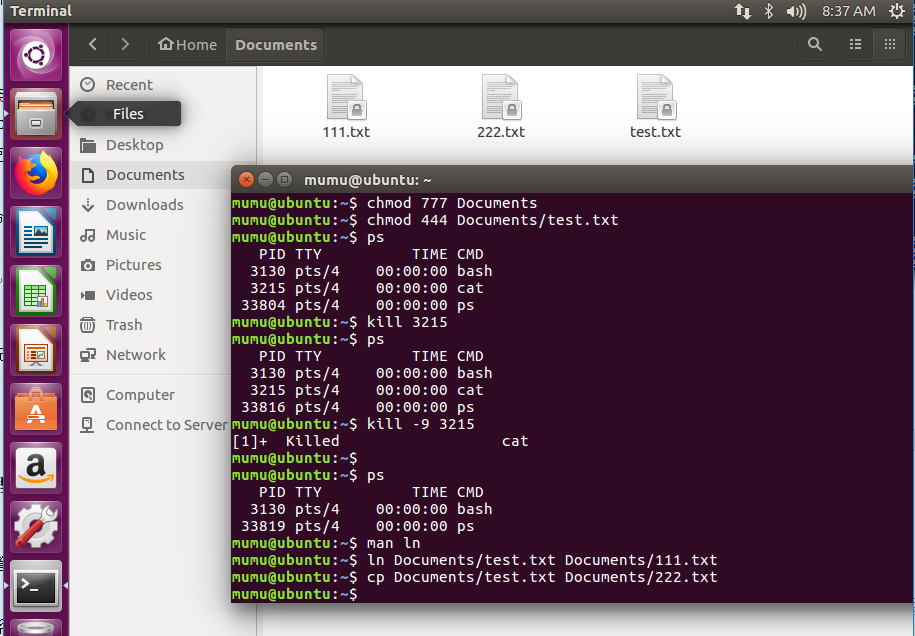 Terminal
8:37 AM
Home
Documents
Recent
Files
Desktop
Documents
Downloads
Music
Pictures
Videos
Trash
Network
Computer
Connect to Server
111.txt
222.txt
test.txt
mumu@ubuntu: ~
mumu@ubuntu:~$ chmod 777 Documents
mumu@ubuntu:~$ chmod 444 Documents/test.txt
mumu@ubuntu:~$ ps
PID TTY TIME CMD
3130 pts/4 00:00:00 bash
3215 pts/4 00:00:00 cat
33804 pts/4 00:00:00 ps
mumu@ubuntu:~$ kill 3215
mumu@ubuntu:~$ ps
PID TTY TIME CMD
3130 pts/4 00:00:00 bash
3215 pts/4 00:00:00 cat
33816 pts/4 00:00:00 ps
mumu@ubuntu:~$ kill -9 3215
[1]+ Killed cat
mumu@ubuntu:~$
mumu@ubuntu:~$ ps
PID TTY TIME CMD
3130 pts/4 00:00:00 bash
33819 pts/4 00:00:00 ps
mumu@ubuntu:~$ man ln
mumu@ubuntu:~$ ln Documents/test.txt Documents/111.txt
mumu@ubuntu:~$ cp Documents/test.txt Documents/222.txt
mumu@ubuntu:~$